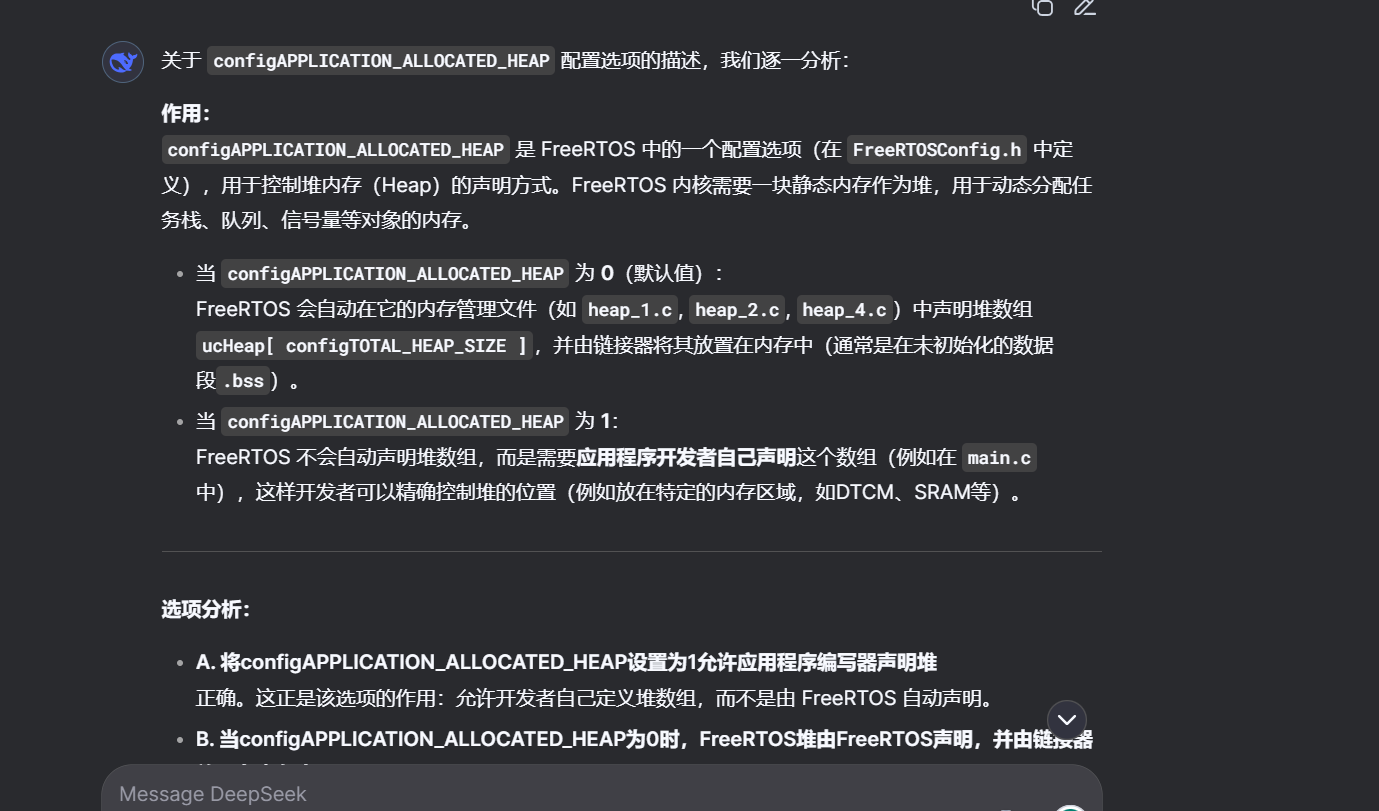 关于 configAPPLICATION_ALLOCATED_HEAP 配置选项的描述，我们逐一分析：
作用：
configAPPLICATION_ALLOCATED_HEAP 是 FreeRTOS 中的一个配置选项（在 FreeRTOSConfig.h 中定
义），用于控制堆内存（Heap）的声明方式。FreeRTOS 内核需要一块静态内存作为堆，用于动态分配任
务栈、队列、信号量等对象的内存。
• 当 configAPPLICATION_ALLOCATED_HEAP 为 0（默认值）：
FreeRTOS 会自动在它的内存管理文件（如 heap_1.c, heap_2.c, heap_4.c）中声明堆数组
ucHeap[ configTOTAL_HEAP_SIZE ]，并由链接器将其放置在内存中（通常是在未初始化的数据
段 .bss）。
• 当 configAPPLICATION_ALLOCATED_HEAP 为 1：
FreeRTOS 不会自动声明堆数组，而是需要应用程序开发者自己声明这个数组（例如在 main.c
中），这样开发者可以精确控制堆的位置（例如放在特定的内存区域，如DTCM、SRAM等）。
选项分析：
• A. 将configAPPLICATION_ALLOCATED_HEAP设置为1允许应用程序编写器声明堆
正确。这正是该选项的作用：允许开发者自己定义堆数组，而不是由 FreeRTOS 自动声明。
• B. 当configAPPLICATION_ALLOCATED_HEAP为0时，FreeRTOS堆由FreeRTOS声明，并由链接器
Message DeepSeek